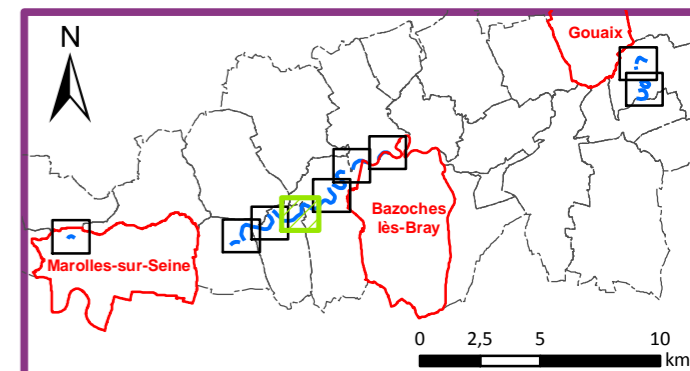 Gouaix
N
Bazoches
lès-Bray
Marolles-sur-Seine
0 2,5 5 10
km